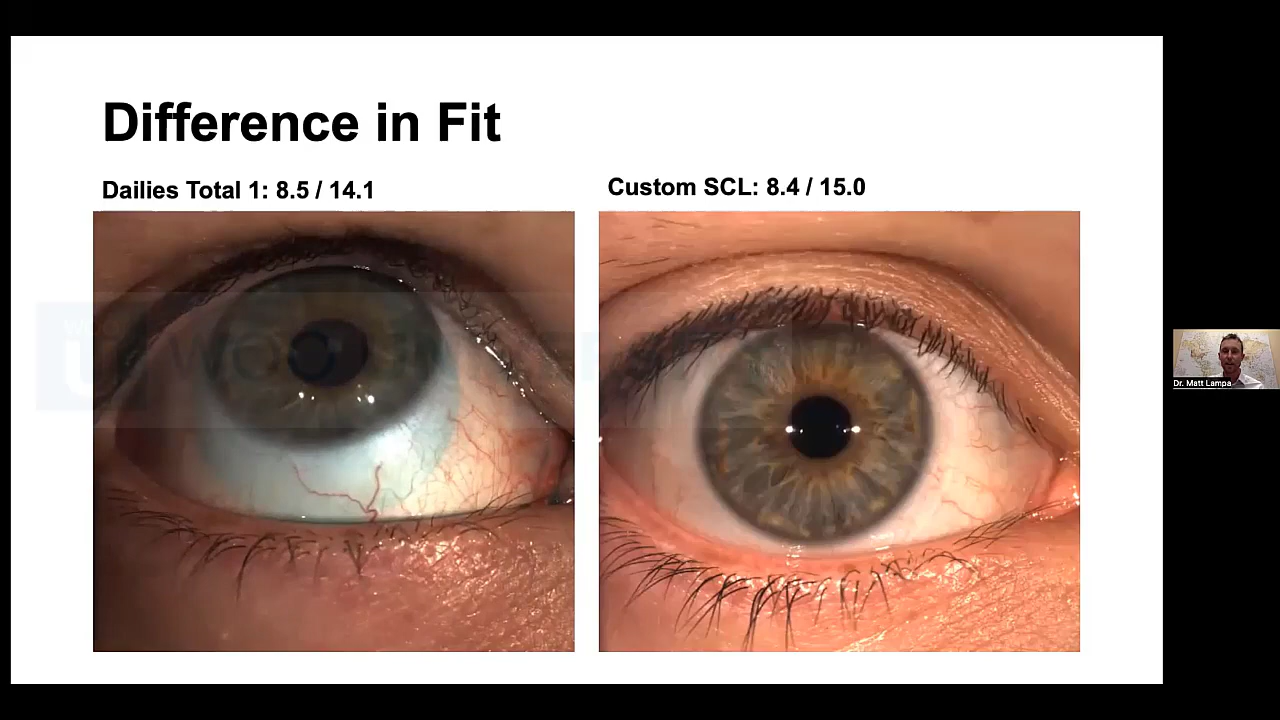 Difference in Fit
Dailies Total 1: 8.5 / 14.1
Custom SCL: 8.4 / 15.0
Dr. Matt Lampa